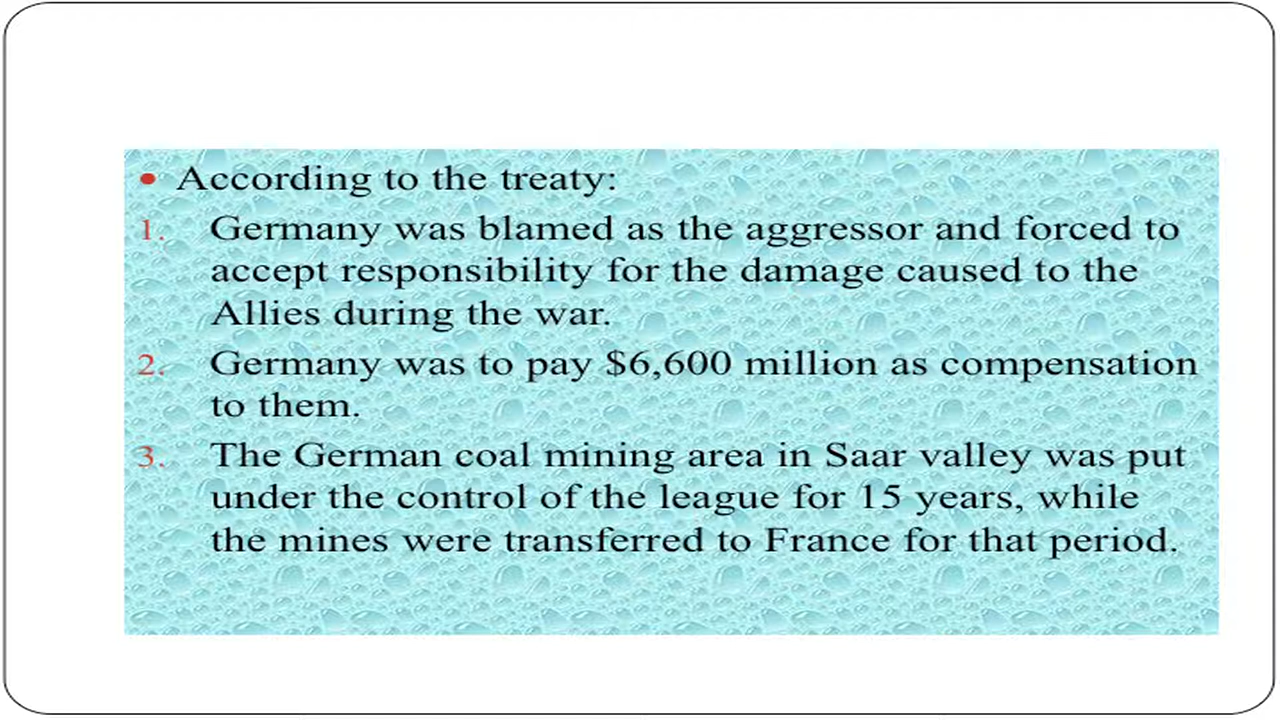 • According to the treaty:
1. Germany was blamed as the aggressor and forced to
accept responsibility for the damage caused to the
Allies during the war.
2. Germany was to pay $6,600 million as compensation
to them.
3. The German coal mining area in Saar valley was put
under the control of the league for 15 years, while
the mines were transferred to France for that period.